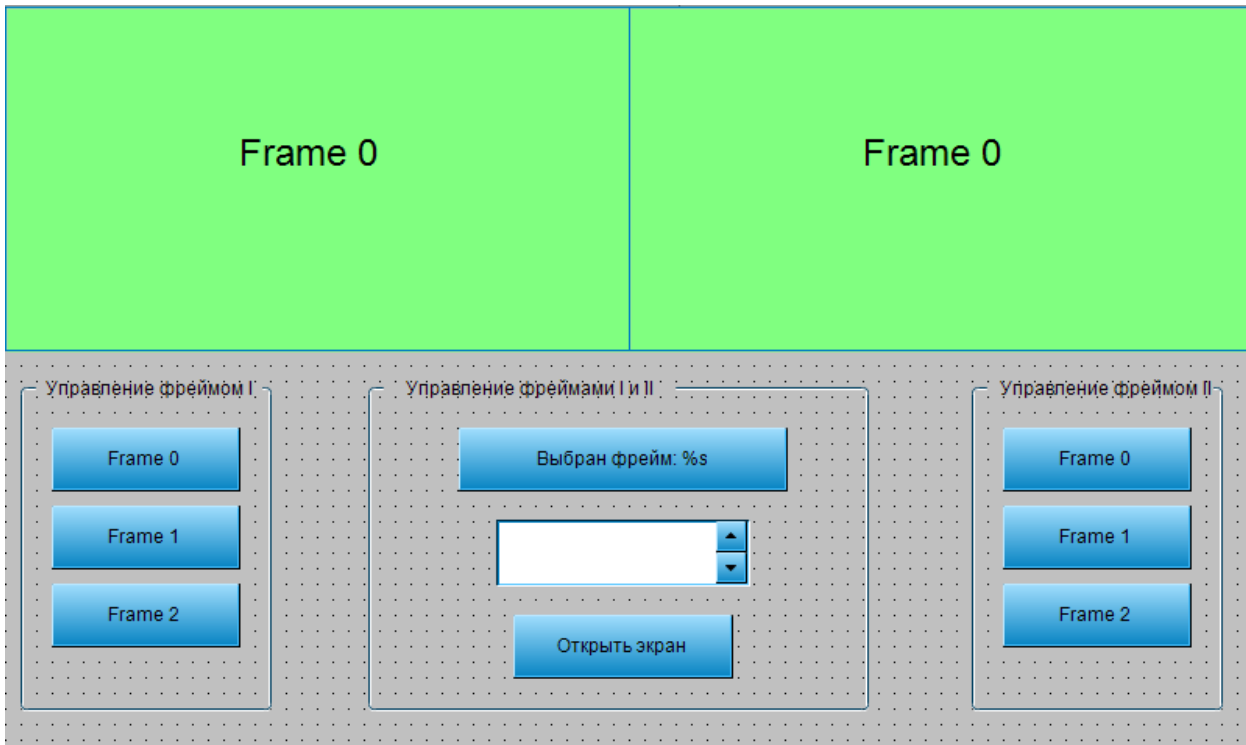 Frame 0
Frame 0
Управление фреймом I
Frame 0
Frame 1
Frame 2
Управление фреймами I и II
Выбран фрейм: %s
Открыть экран
Управление фреймом II
Frame 0
Frame 1
Frame 2